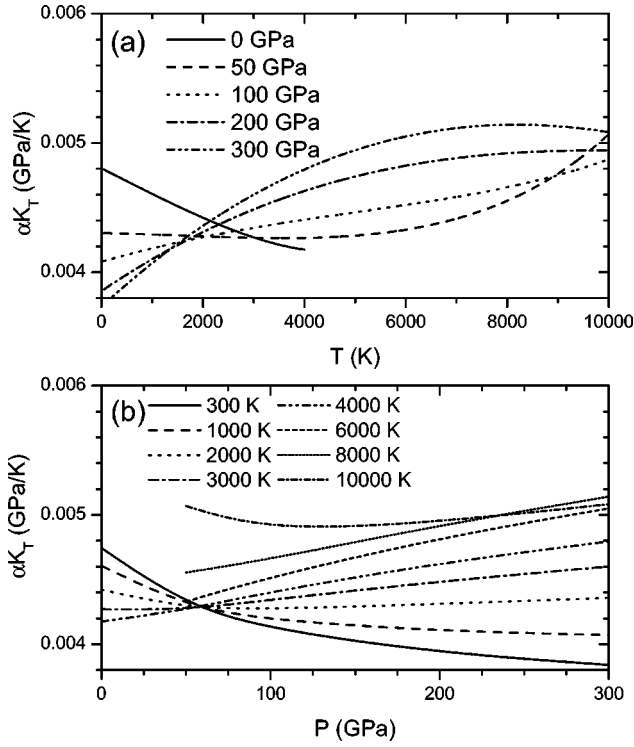 (a)
0 GPa
50 GPa
100 GPa
200 GPa
300 GPa
0.006
0.005
0.004
αK_T (GPa/K)
0 2000 4000 6000 8000 10000
T (K)
(b)
300 K 4000 K
1000 K 6000 K
2000 K 8000 K
3000 K 10000 K
0.006
0.005
0.004
αK_T (GPa/K)
0 100 200 300
P (GPa)